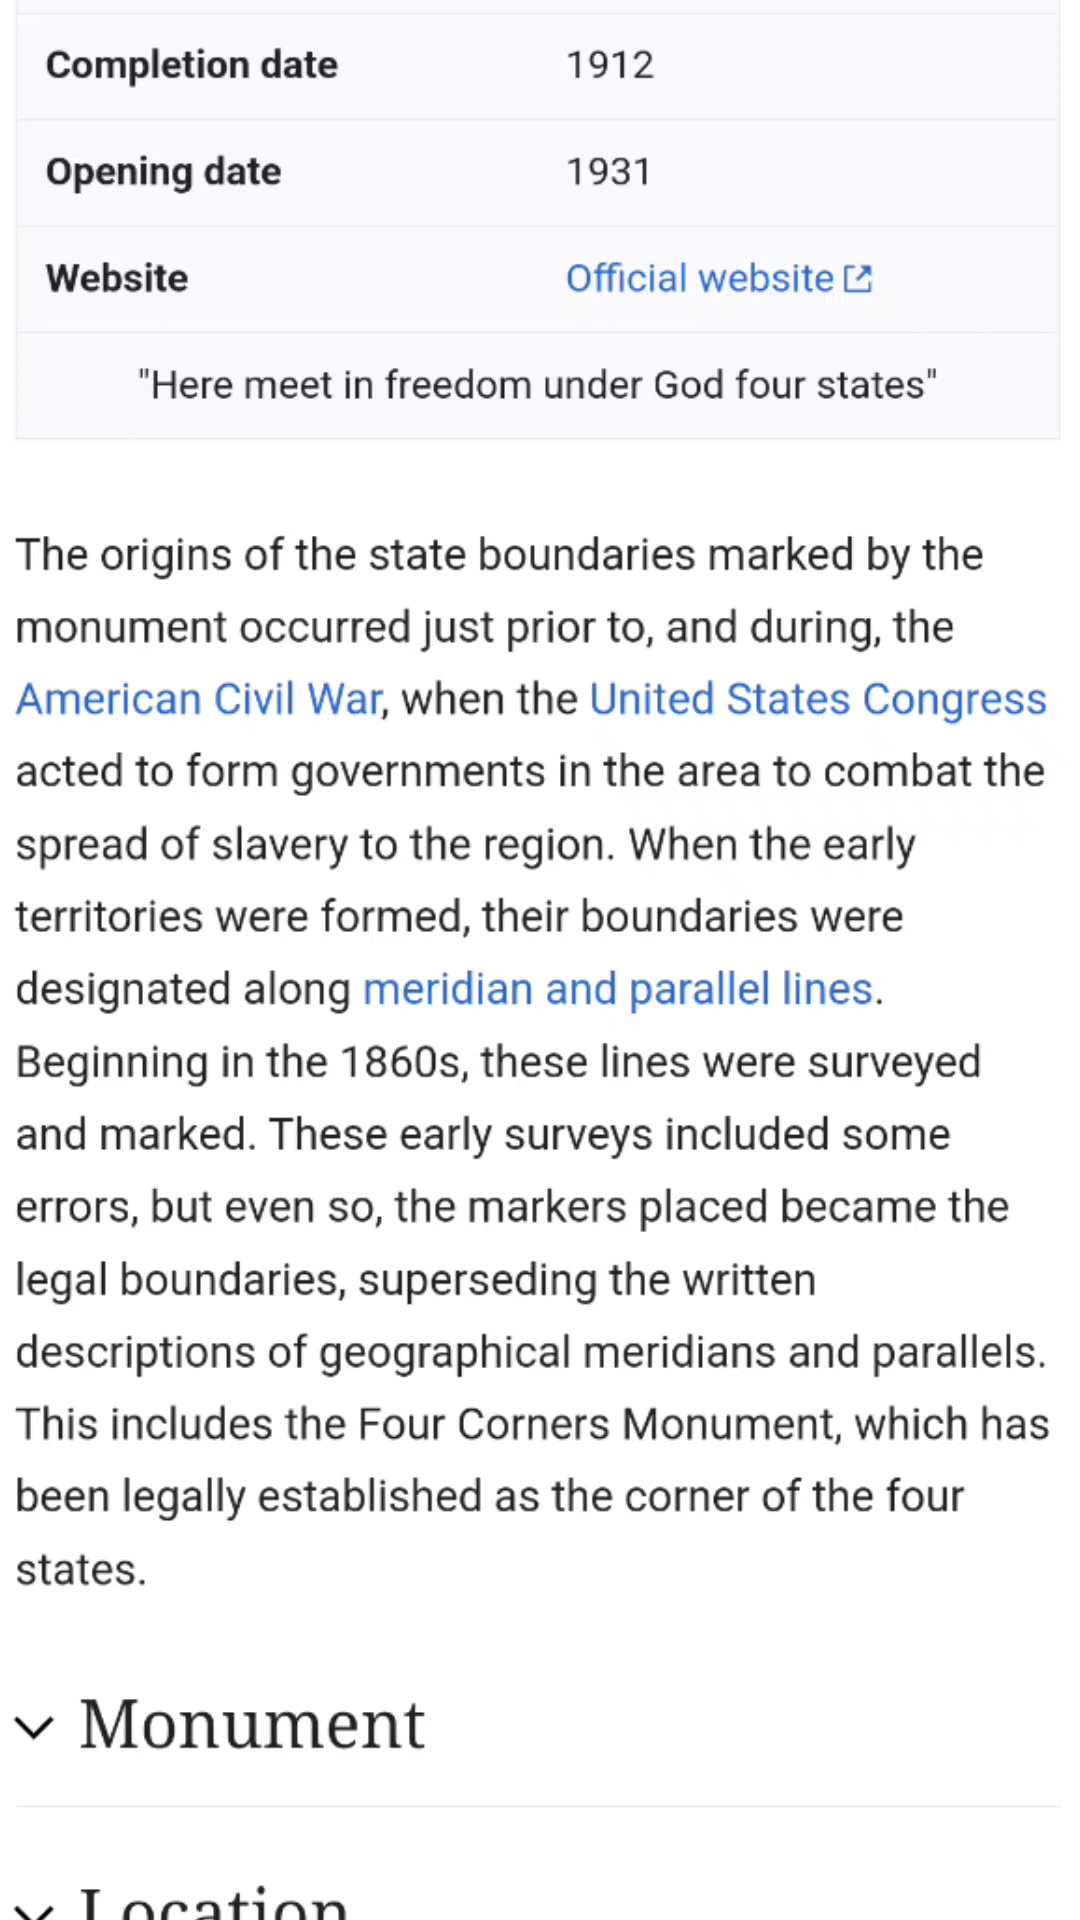 Completion date 1912
Opening date 1931
Website Official website
"Here meet in freedom under God four states"
The origins of the state boundaries marked by the
monument occurred just prior to, and during, the
American Civil War, when the United States Congress
acted to form governments in the area to combat the
spread of slavery to the region. When the early
territories were formed, their boundaries were
designated along meridian and parallel lines.
Beginning in the 1860s, these lines were surveyed
and marked. These early surveys included some
errors, but even so, the markers placed became the
legal boundaries, superseding the written
descriptions of geographical meridians and parallels.
This includes the Four Corners Monument, which has
been legally established as the corner of the four
states.
Monument
Location